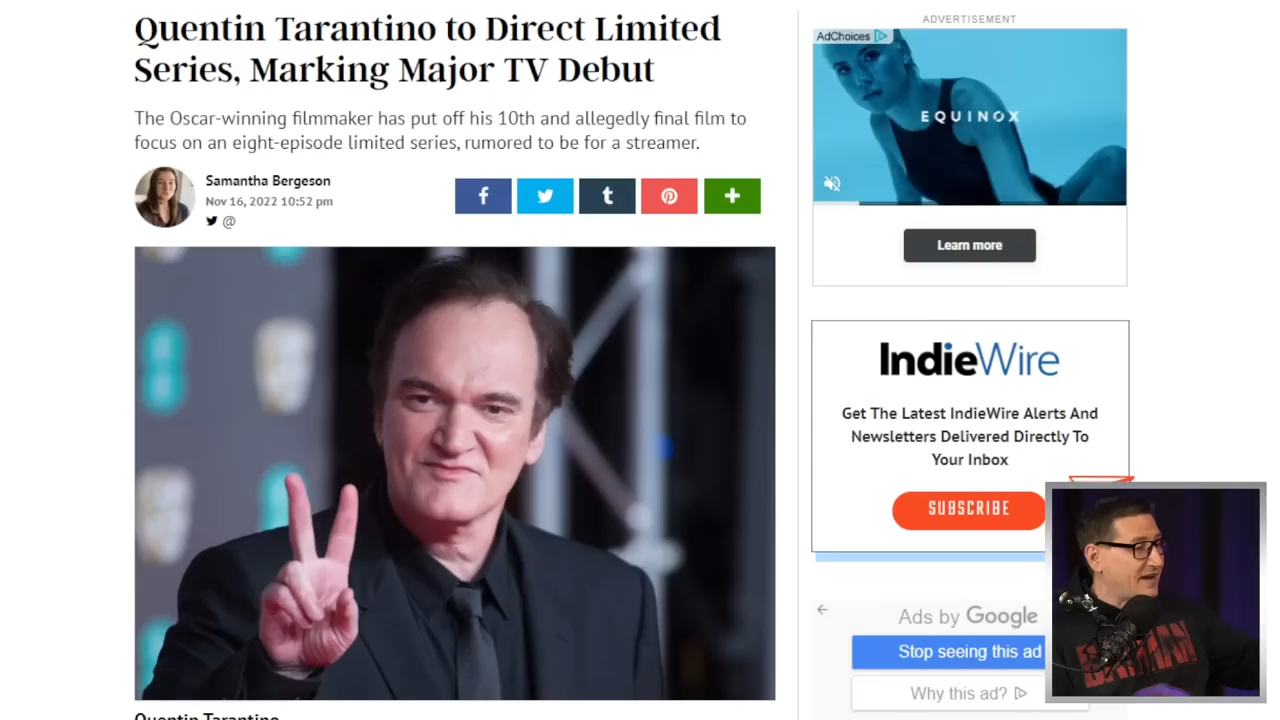 Quentin Tarantino to Direct Limited
Series, Marking Major TV Debut
The Oscar-winning filmmaker has put off his 10th and allegedly final film to
focus on an eight-episode limited series, rumored to be for a streamer.
Samantha Bergeson
Nov 16, 2022 10:52 pm
@
f
t
+
Quentin Tarantino
ADVERTISEMENT
AdChoices
EQUINOX
Learn more
IndieWire
Get The Latest IndieWire Alerts And
Newsletters Delivered Directly To
Your Inbox
SUBSCRIBE
Ads by Google
Stop seeing this ad
Why this ad?